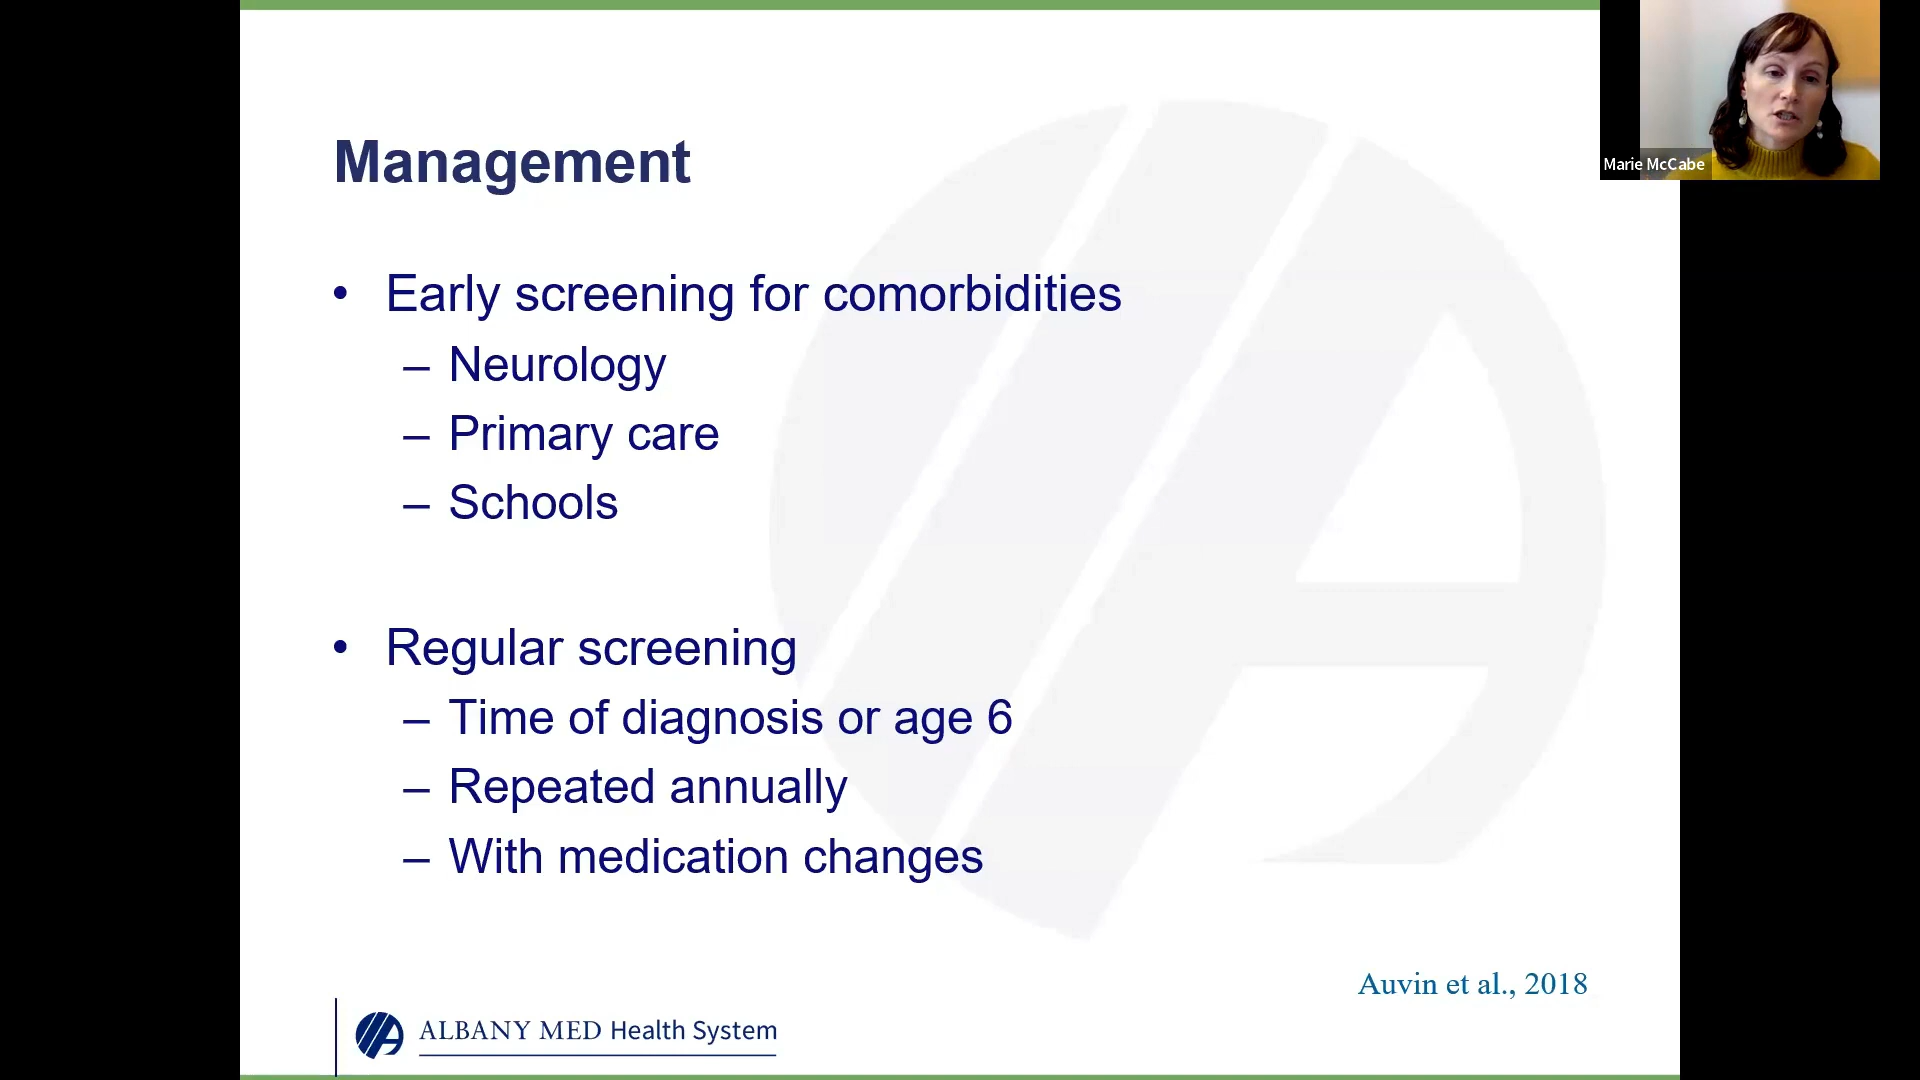 Marie McCabe
Management
• Early screening for comorbidities
– Neurology
– Primary care
– Schools
• Regular screening
– Time of diagnosis or age 6
– Repeated annually
– With medication changes
Auvin et al., 2018
ALBANY MED Health System